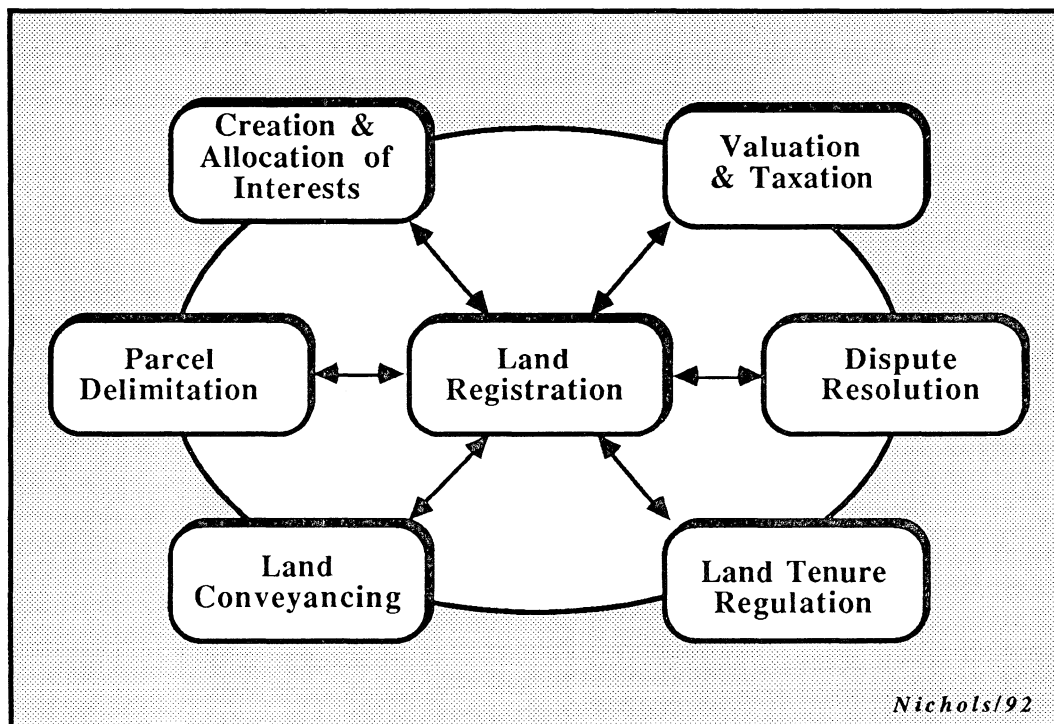 Creation &
Allocation of
Interests
Valuation
& Taxation
Parcel
Delimitation
Land
Registration
Dispute
Resolution
Land
Conveyancing
Land Tenure
Regulation
Nichols/92